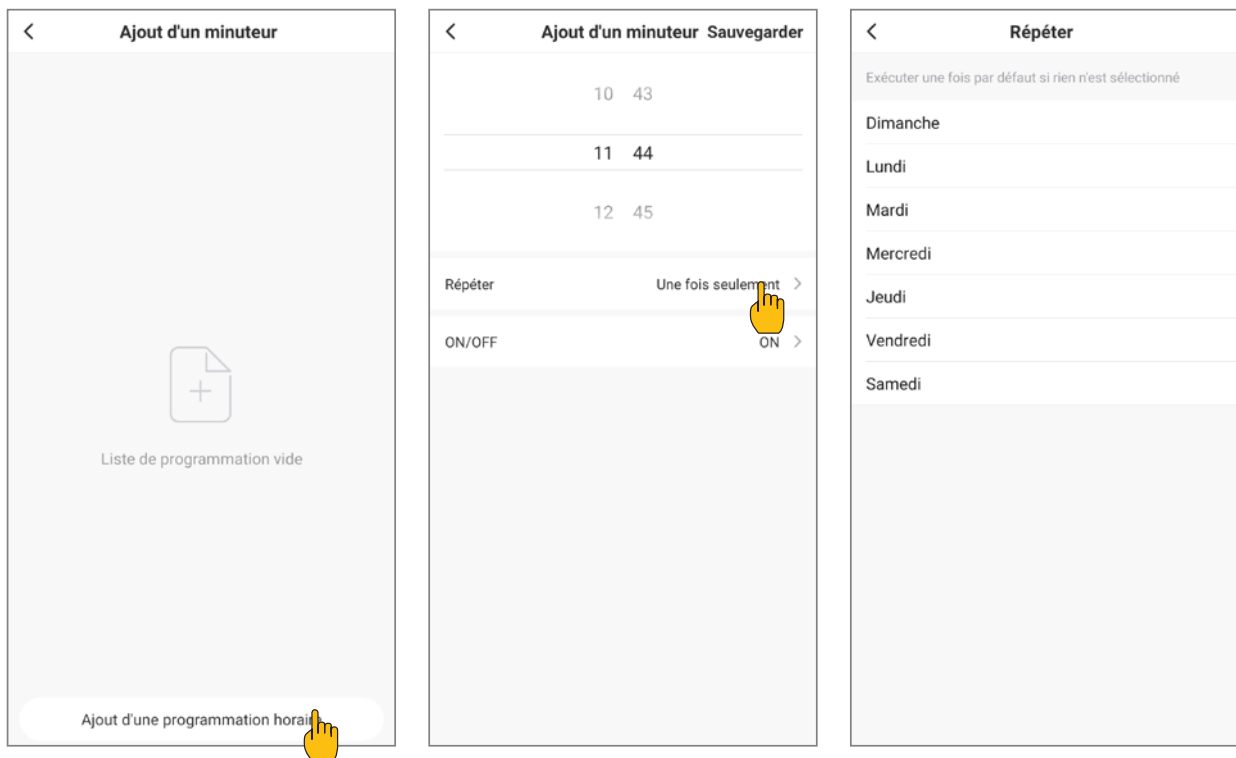 Ajout d'un minuteur
Liste de programmation vide
Ajout d'une programmation horaire
Ajout d'un minuteur Sauvegarder
10 43
11 44
12 45
Répéter Une fois seulement
ON/OFF ON
Répéter
Exécuter une fois par défaut si rien n'est sélectionné
Dimanche
Lundi
Mardi
Mercredi
Jeudi
Vendredi
Samedi